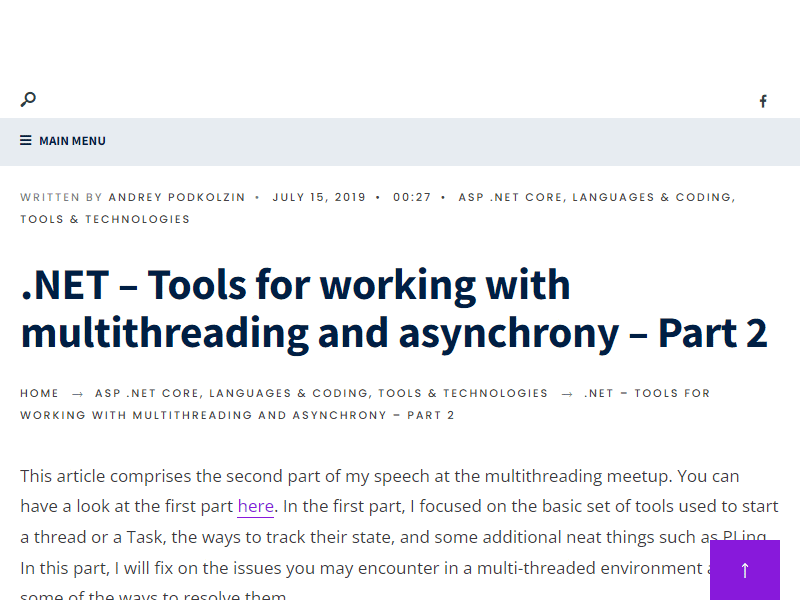 MAIN MENU
WRITTEN BY ANDREY PODKOLZIN • JULY 15, 2019 • 00:27 • ASP .NET CORE, LANGUAGES & CODING,
TOOLS & TECHNOLOGIES
.NET – Tools for working with
multithreading and asynchrony – Part 2
HOME → ASP .NET CORE, LANGUAGES & CODING, TOOLS & TECHNOLOGIES → .NET – TOOLS FOR
WORKING WITH MULTITHREADING AND ASYNCHRONY – PART 2
This article comprises the second part of my speech at the multithreading meetup. You can
have a look at the first part here. In the first part, I focused on the basic set of tools used to start
a thread or a Task, the ways to track their state, and some additional neat things such as PLinq.
In this part, I will fix on the issues you may encounter in a multi-threaded environment
some of the ways to resolve them.